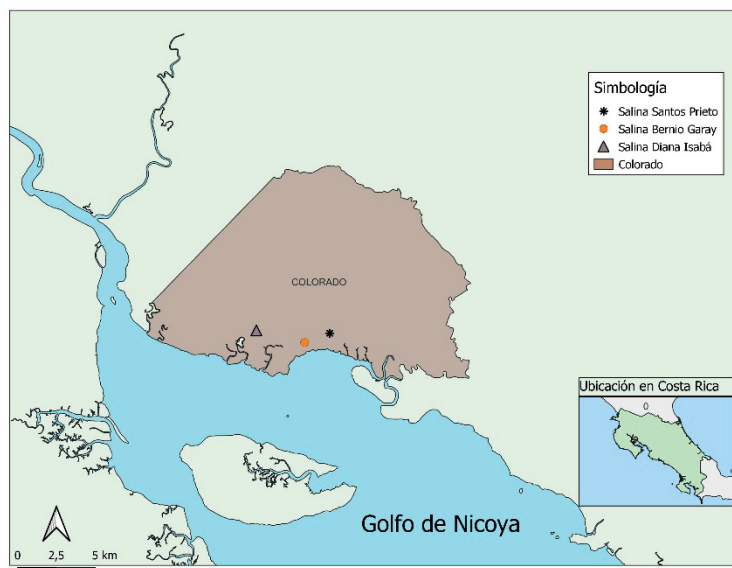 Simbología
Salina Santos Prieto
Salina Bernio Garay
Salina Diana Isabá
Colorado
COLORADO
Ubicación en Costa Rica
Golfo de Nicoya
0 2,5 5 km